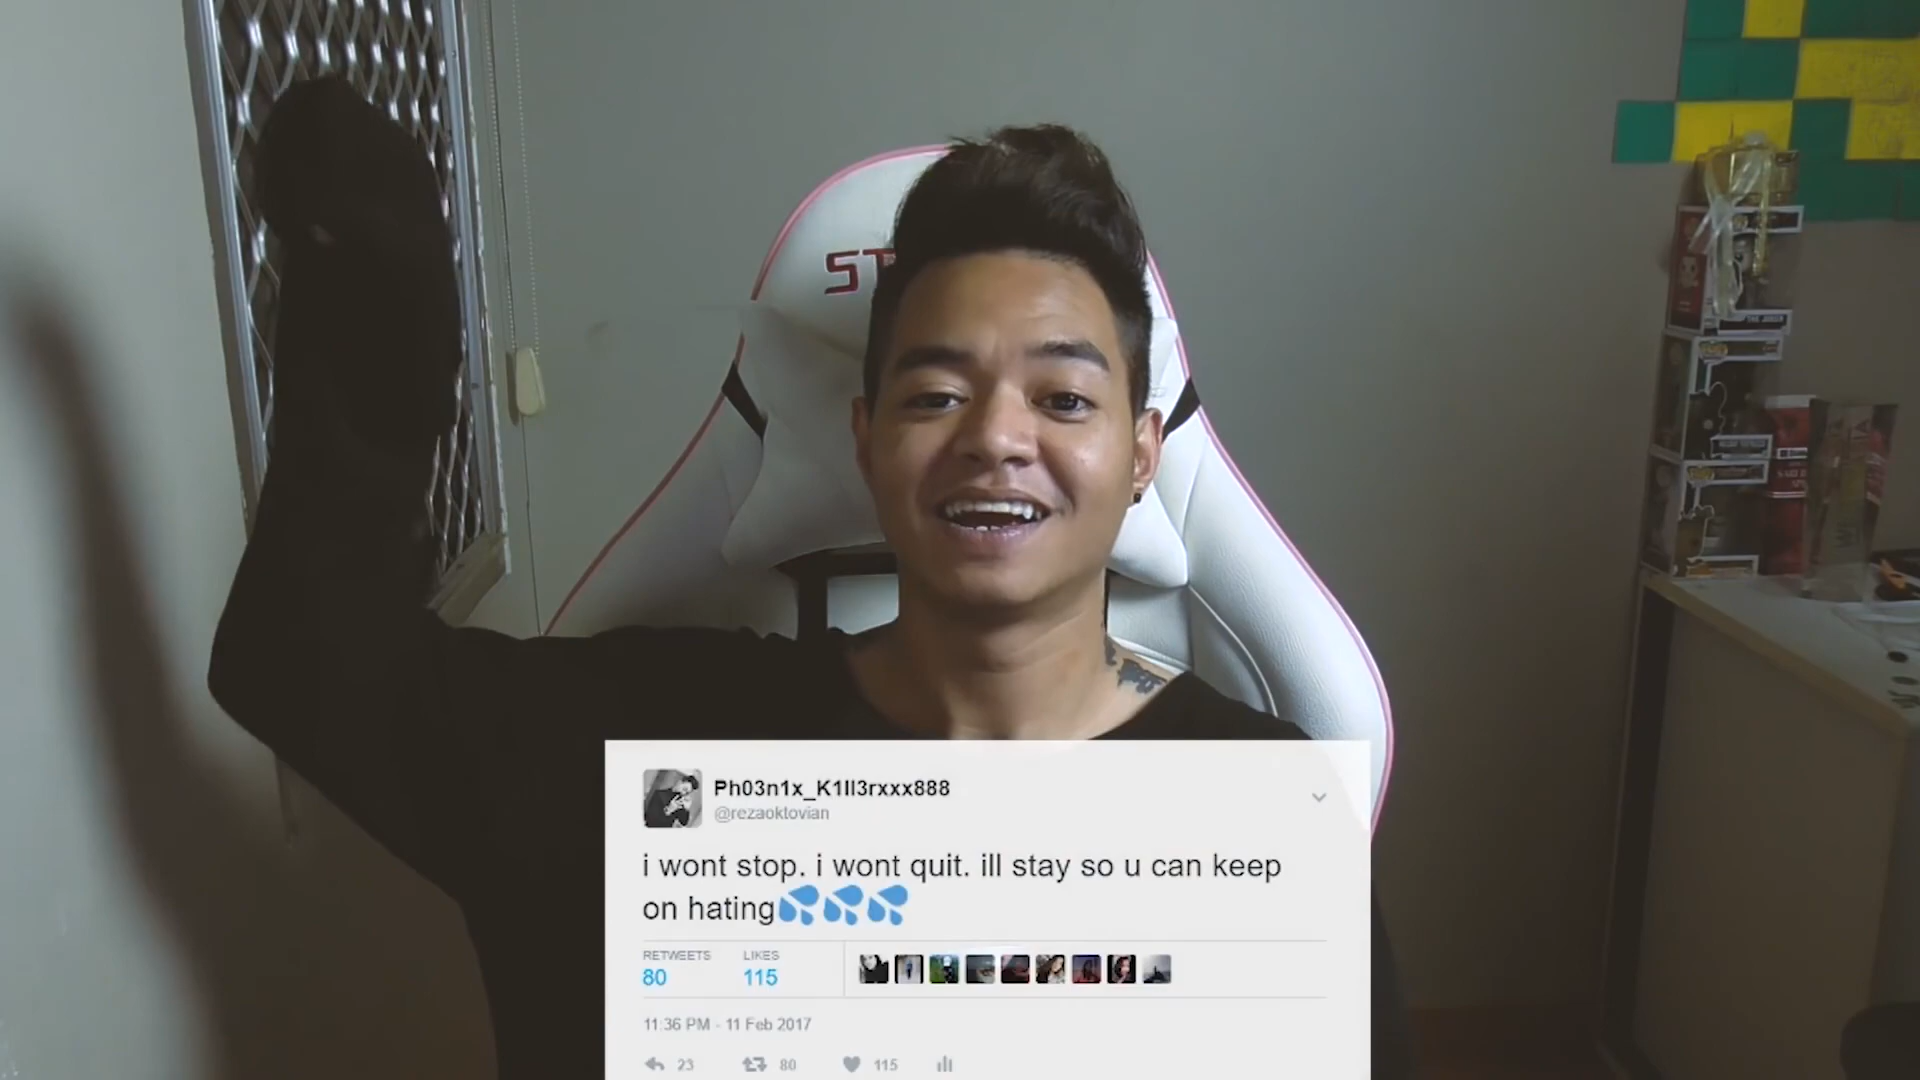 ST
Ph03n1x_K1ll3rxxx888
@rezaoktovian
i wont stop. i wont quit. ill stay so u can keep
on hating💦💦💦
RETWEETS LIKES
80 115
11:36 PM - 11 Feb 2017
23 80 115